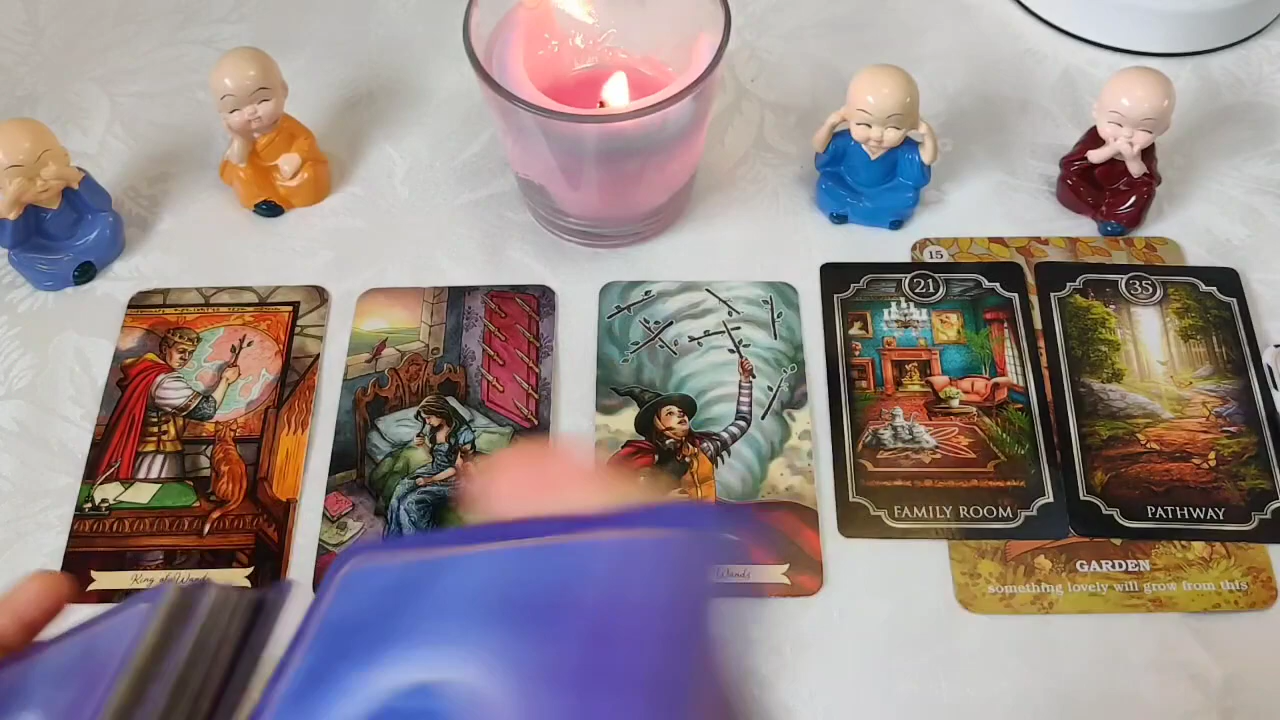 King of Wands
Wands
21
FAMILY ROOM
35
PATHWAY
15
GARDEN
something lovely will grow from this